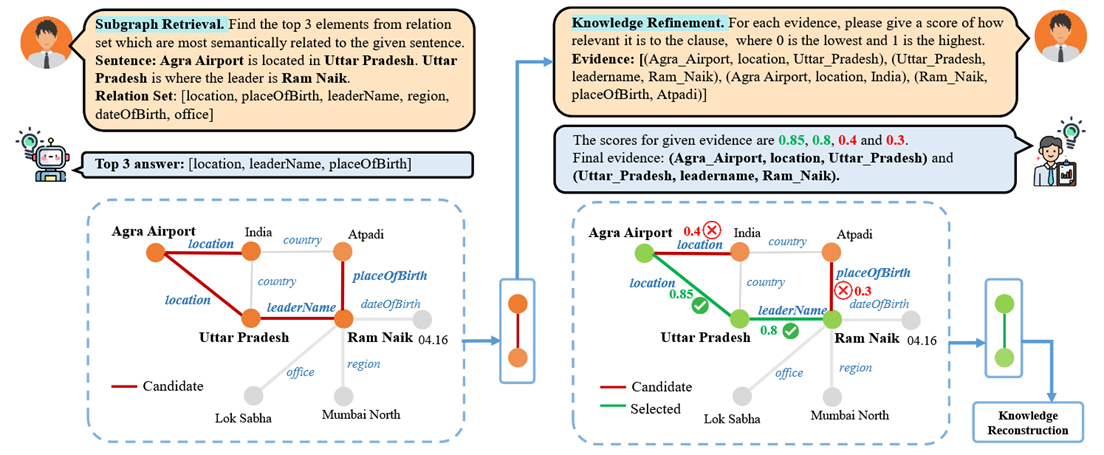 Subgraph Retrieval. Find the top 3 elements from relation
set which are most semantically related to the given sentence.
Sentence: Agra Airport is located in Uttar Pradesh. Uttar
Pradesh is where the leader is Ram Naik.
Relation Set: [location, placeOfBirth, leaderName, region,
dateOfBirth, office]
Top 3 answer: [location, leaderName, placeOfBirth]
Agra Airport
location
India
country
Atpadi
location
country
placeOfBirth
leaderName
dateOfBirth
Uttar Pradesh
Ram Naik
04.16
office
region
Candidate
Lok Sabha
Mumbai North
Knowledge Refinement. For each evidence, please give a score of how
relevant it is to the clause, where 0 is the lowest and 1 is the highest.
Evidence: [(Agra_Airport, location, Uttar_Pradesh), (Uttar_Pradesh,
leadername, Ram_Naik), (Agra Airport, location, India), (Ram_Naik,
placeOfBirth, Atpadi)]
The scores for given evidence are 0.85, 0.8, 0.4 and 0.3.
Final evidence: (Agra_Airport, location, Uttar_Pradesh) and
(Uttar_Pradesh, leadername, Ram_Naik).
Agra Airport
0.4
location
India
country
Atpadi
location
0.85
country
placeOfBirth
0.3
leaderName
0.8
dateOfBirth
Uttar Pradesh
Ram Naik
04.16
office
region
Candidate
Selected
Lok Sabha
Mumbai North
Knowledge
Reconstruction